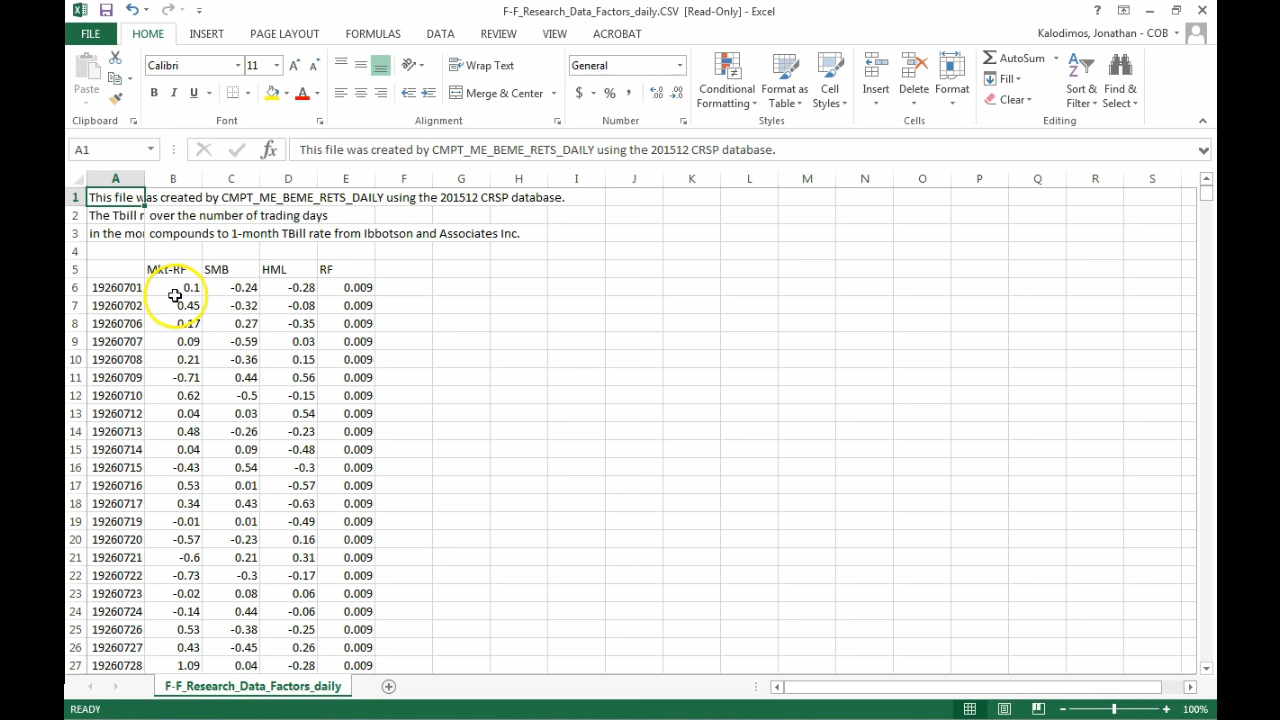 F-F_Research_Data_Factors_daily.CSV [Read-Only] - Excel
FILE HOME INSERT PAGE LAYOUT FORMULAS DATA REVIEW VIEW ACROBAT Kalodimos, Jonathan - COB
Paste
Clipboard
Calibri 11
B I U A
Font
Wrap Text
Merge & Center
Alignment
General
$ % ,
Number
Conditional Formatting
Format as Table
Cell Styles
Styles
Insert Delete Format
Cells
AutoSum
Fill
Clear
Sort & Filter
Find & Select
Editing
A1 fx This file was created by CMPT_ME_BEME_RETS_DAILY using the 201512 CRSP database.
A B C D E F G H I J K L M N O P Q R S
1 This file was created by CMPT_ME_BEME_RETS_DAILY using the 201512 CRSP database.
2 The Tbill r over the number of trading days
3 in the mor compounds to 1-month TBill rate from Ibbotson and Associates Inc.
4
5 Mkt-RF SMB HML RF
6 19260701 0.1 -0.24 -0.28 0.009
7 19260702 0.45 -0.32 -0.08 0.009
8 19260706 0.17 0.27 -0.35 0.009
9 19260707 0.09 -0.59 0.03 0.009
10 19260708 0.21 -0.36 0.15 0.009
11 19260709 -0.71 0.44 0.56 0.009
12 19260710 0.62 -0.5 -0.15 0.009
13 19260712 0.04 0.03 0.54 0.009
14 19260713 0.48 -0.26 -0.23 0.009
15 19260714 0.04 0.09 -0.48 0.009
16 19260715 -0.43 0.54 -0.3 0.009
17 19260716 0.53 0.01 -0.57 0.009
18 19260717 0.34 0.43 -0.63 0.009
19 19260719 -0.01 0.01 -0.49 0.009
20 19260720 -0.57 -0.23 0.16 0.009
21 19260721 -0.6 0.21 0.31 0.009
22 19260722 -0.73 -0.3 -0.17 0.009
23 19260723 -0.02 0.08 0.06 0.009
24 19260724 -0.14 0.44 -0.06 0.009
25 19260726 0.53 -0.38 -0.25 0.009
26 19260727 0.43 -0.45 0.26 0.009
27 19260728 1.09 0.04 -0.28 0.009
F-F_Research_Data_Factors_daily
READY 100%